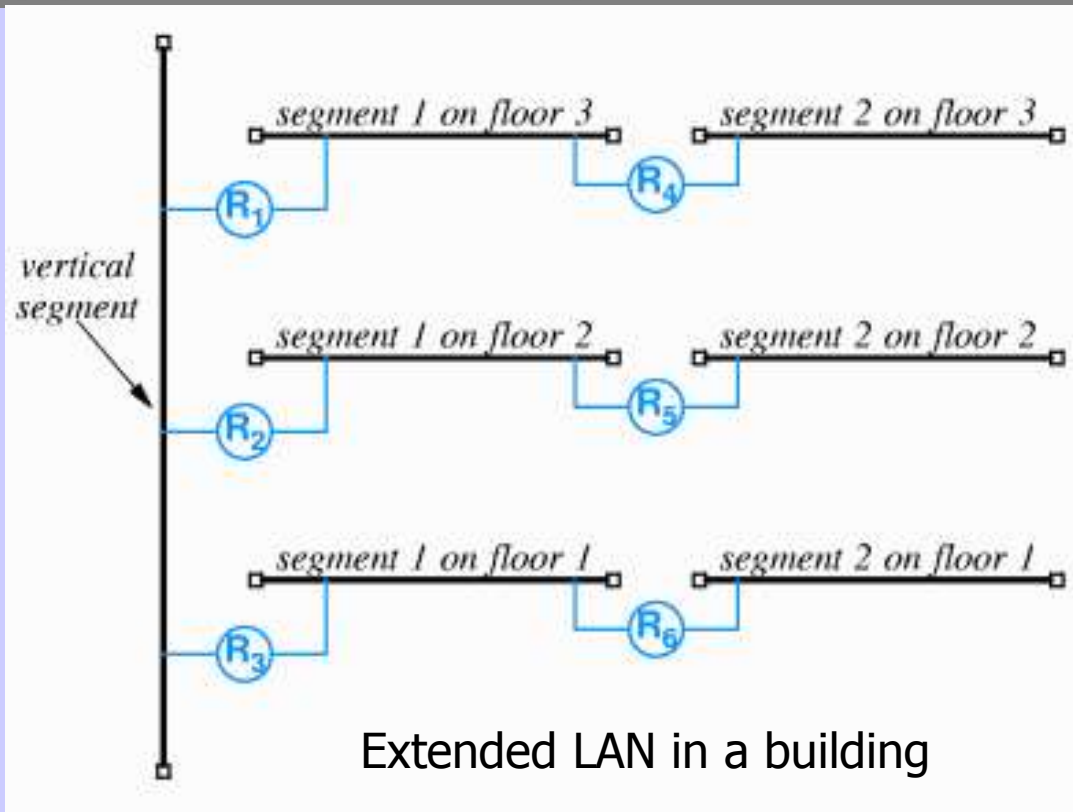 segment 1 on floor 3
segment 2 on floor 3
R₁
R₄
vertical
segment
segment 1 on floor 2
segment 2 on floor 2
R₂
R₅
segment 1 on floor 1
segment 2 on floor 1
R₃
R₆
Extended LAN in a building